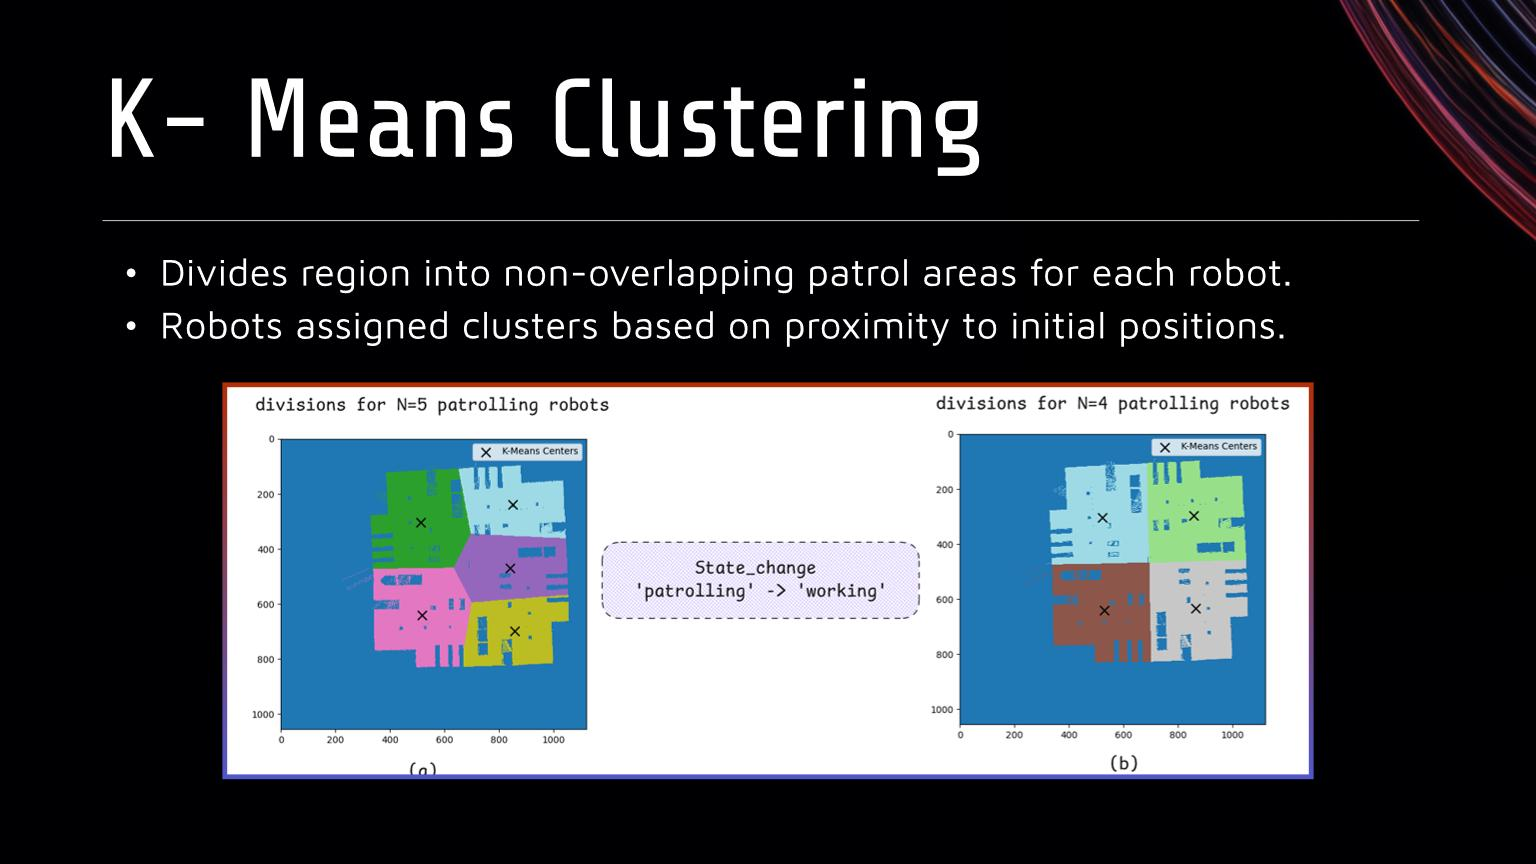 K- Means Clustering
• Divides region into non-overlapping patrol areas for each robot.
• Robots assigned clusters based on proximity to initial positions.
divisions for N=5 patrolling robots
K-Means Centers
0
200
400
600
800
1000
0 200 400 600 800 1000
(a)
State_change
'patrolling' -> 'working'
divisions for N=4 patrolling robots
K-Means Centers
0
200
400
600
800
1000
0 200 400 600 800 1000
(b)